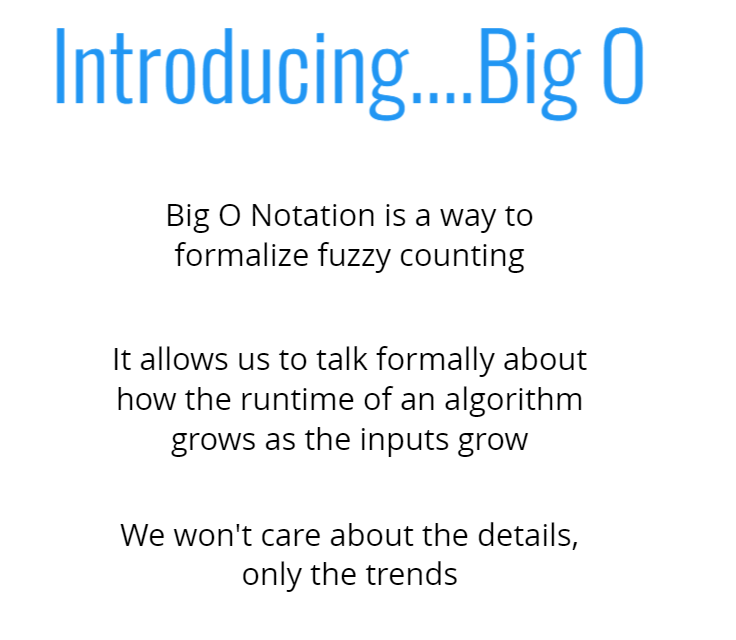 Introducing....Big O
Big O Notation is a way to
formalize fuzzy counting
It allows us to talk formally about
how the runtime of an algorithm
grows as the inputs grow
We won't care about the details,
only the trends